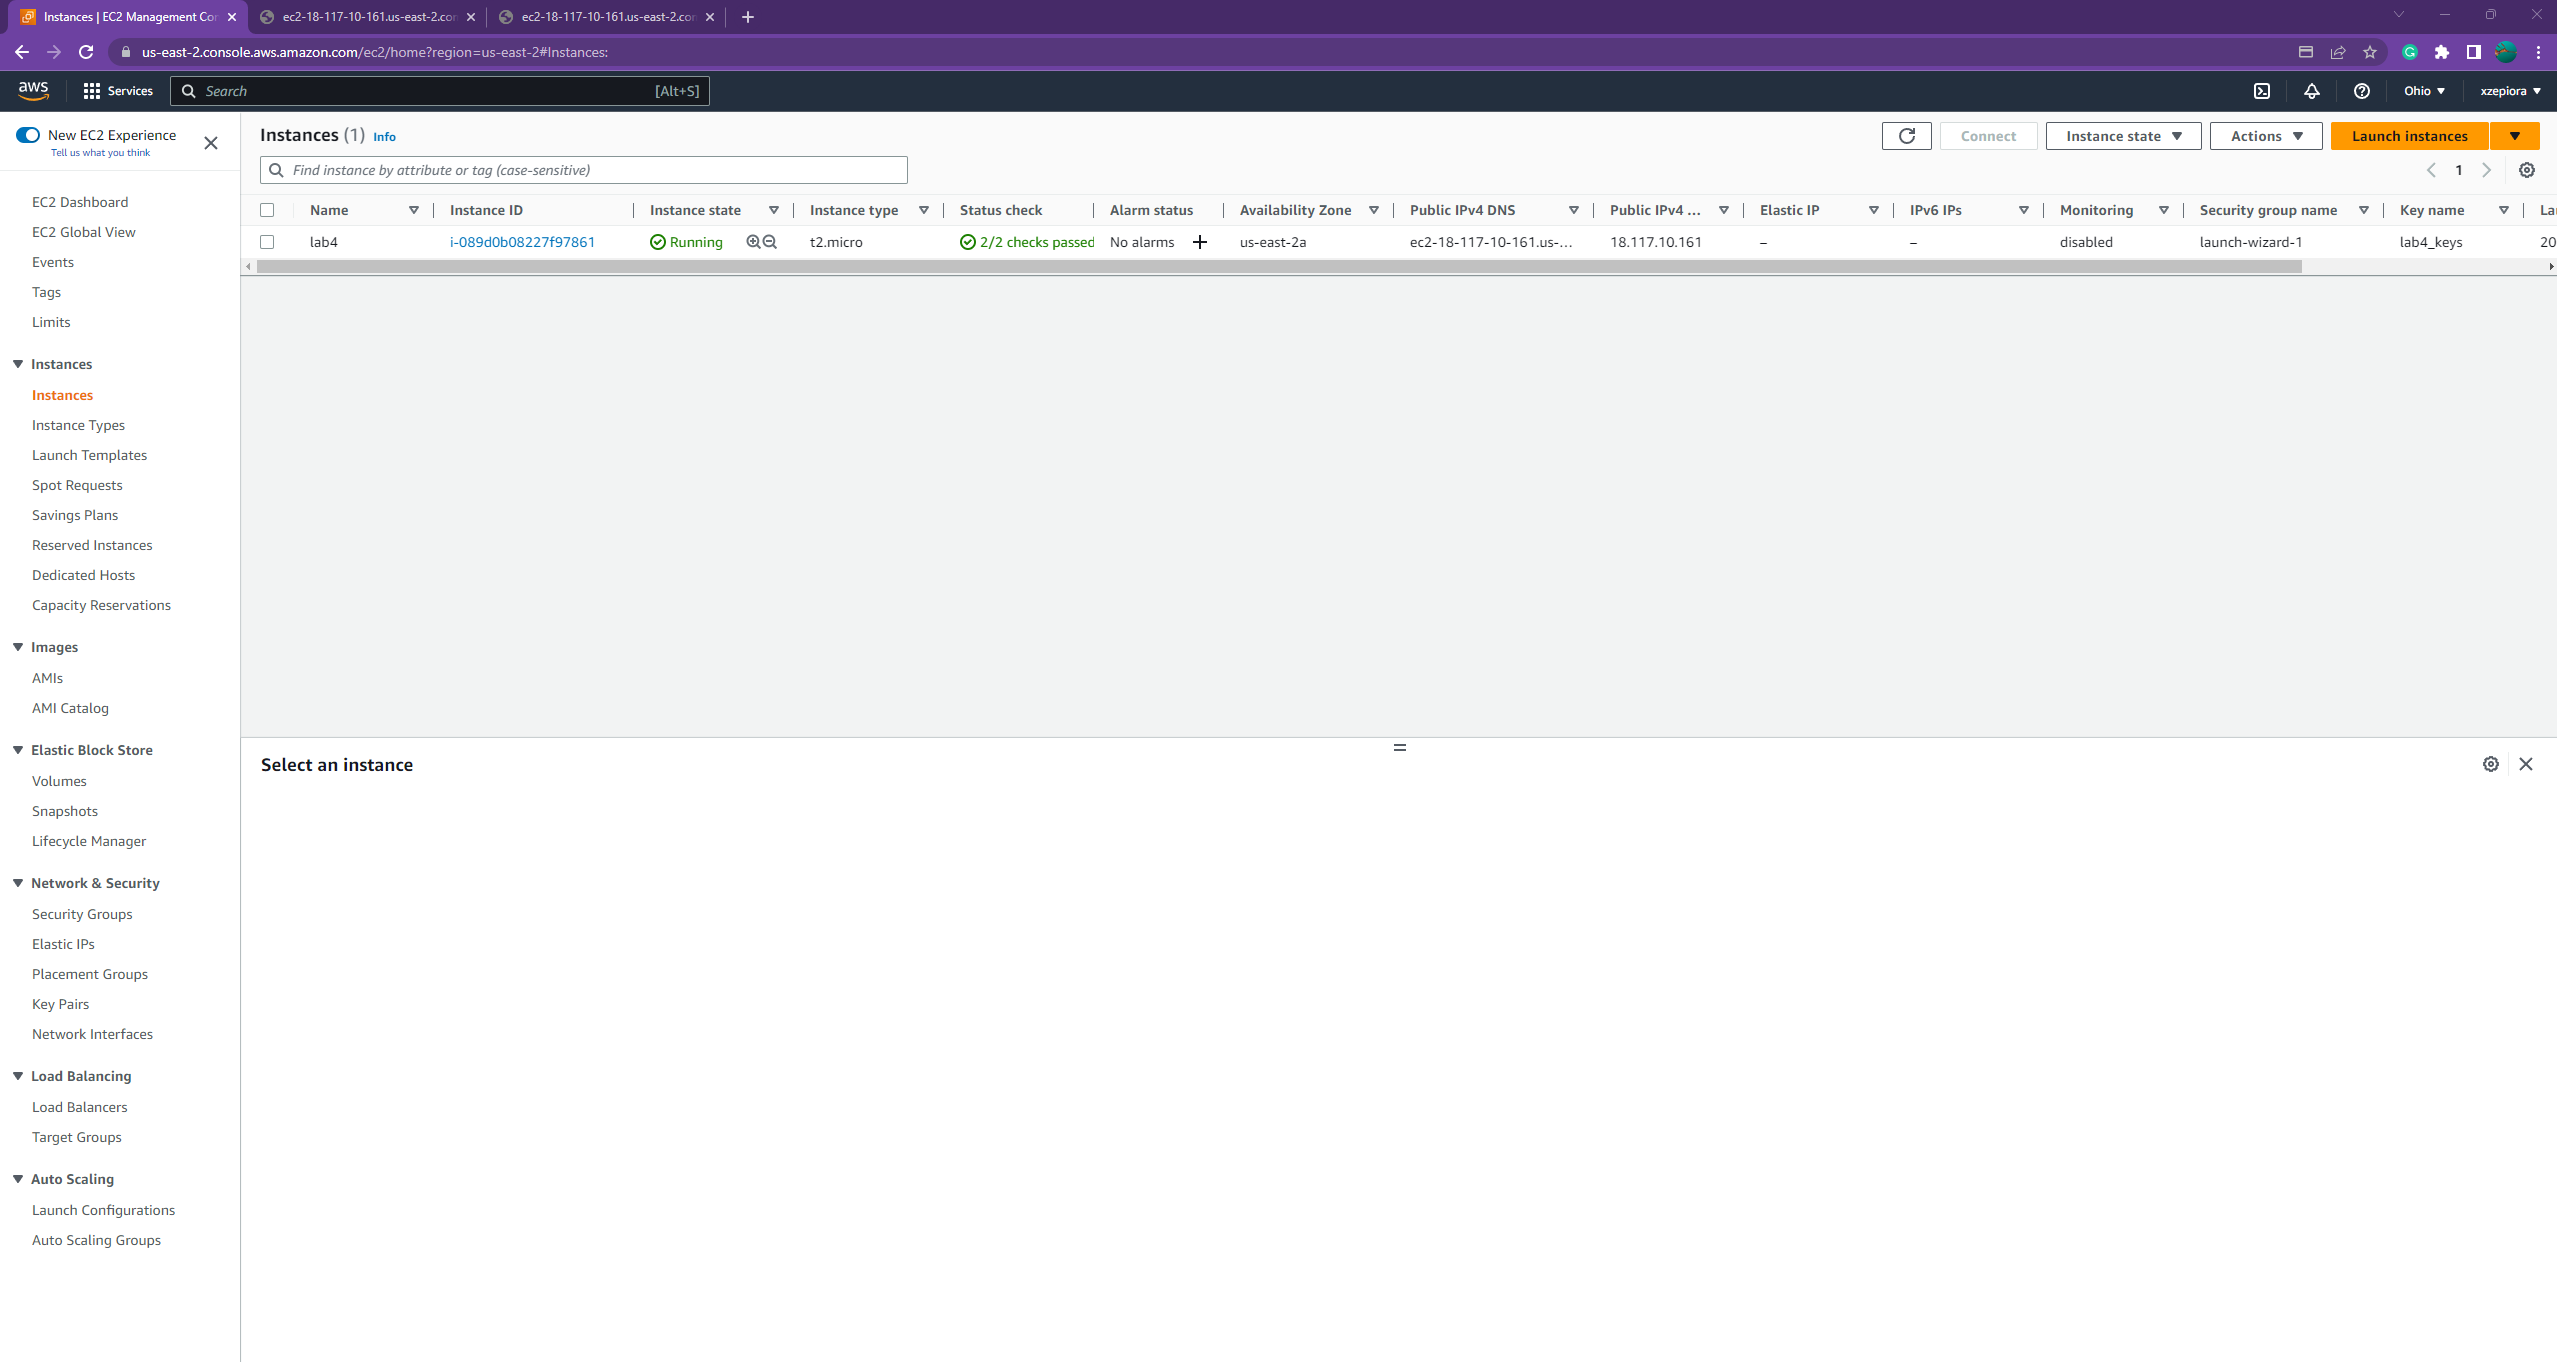 Instances | EC2 Management Con
ec2-18-117-10-161.us-east-2.con
ec2-18-117-10-161.us-east-2.con
us-east-2.console.aws.amazon.com/ec2/home?region=us-east-2#Instances:
aws Services Search [Alt+S] Ohio xzepiora
New EC2 Experience
Tell us what you think
EC2 Dashboard
EC2 Global View
Events
Tags
Limits
Instances
Instances
Instance Types
Launch Templates
Spot Requests
Savings Plans
Reserved Instances
Dedicated Hosts
Capacity Reservations
Images
AMIs
AMI Catalog
Elastic Block Store
Volumes
Snapshots
Lifecycle Manager
Network & Security
Security Groups
Elastic IPs
Placement Groups
Key Pairs
Network Interfaces
Load Balancing
Load Balancers
Target Groups
Auto Scaling
Launch Configurations
Auto Scaling Groups
Instances (1) Info Connect Instance state Actions Launch instances
Find instance by attribute or tag (case-sensitive) 1
Name Instance ID Instance state Instance type Status check Alarm status Availability Zone Public IPv4 DNS Public IPv4 ... Elastic IP IPv6 IPs Monitoring Security group name Key name La
lab4 i-089d0b08227f97861 Running t2.micro 2/2 checks passed No alarms + us-east-2a ec2-18-117-10-161.us-... 18.117.10.161 – – disabled launch-wizard-1 lab4_keys 20
Select an instance